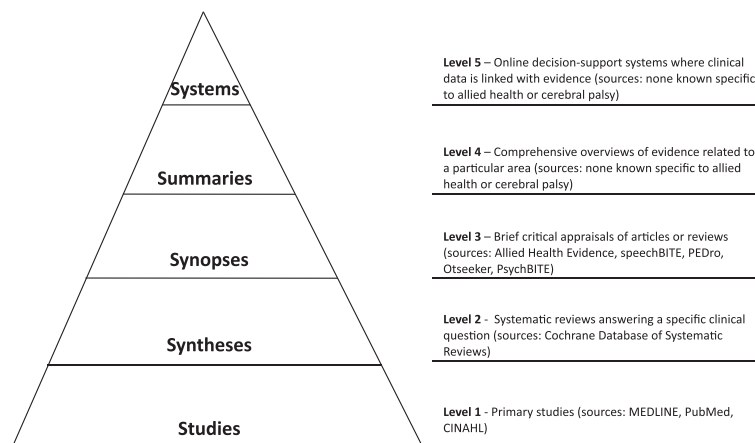 Systems
Level 5 – Online decision-support systems where clinical
data is linked with evidence (sources: none known specific
to allied health or cerebral palsy)
Summaries
Level 4 – Comprehensive overviews of evidence related to
a particular area (sources: none known specific to allied
health or cerebral palsy)
Synopses
Level 3 – Brief critical appraisals of articles or reviews
(sources: Allied Health Evidence, speechBITE, PEDro,
Otseeker, PsychBITE)
Syntheses
Level 2 - Systematic reviews answering a specific clinical
question (sources: Cochrane Database of Systematic
Reviews)
Studies
Level 1 - Primary studies (sources: MEDLINE, PubMed,
CINAHL)